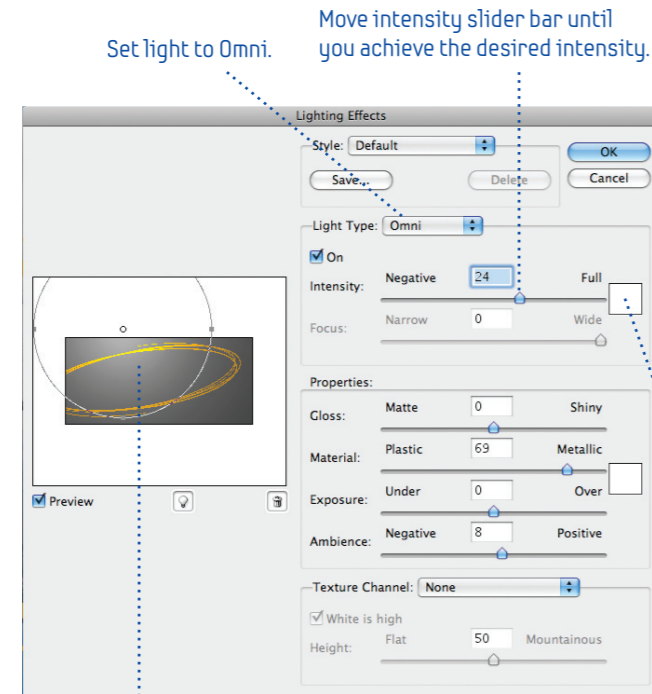 Move intensity slider bar until
Set light to Omni. you achieve the desired intensity.
Lighting Effects
Style: Default
OK
Save... Delete Cancel
Light Type: Omni
On
Intensity: Negative 24 Full
Focus: Narrow 0 Wide
Properties:
Gloss: Matte 0 Shiny
Material: Plastic 69 Metallic
Exposure: Under 0 Over
Ambience: Negative 8 Positive
Preview
Texture Channel: None
White is high
Height: Flat 50 Mountainous